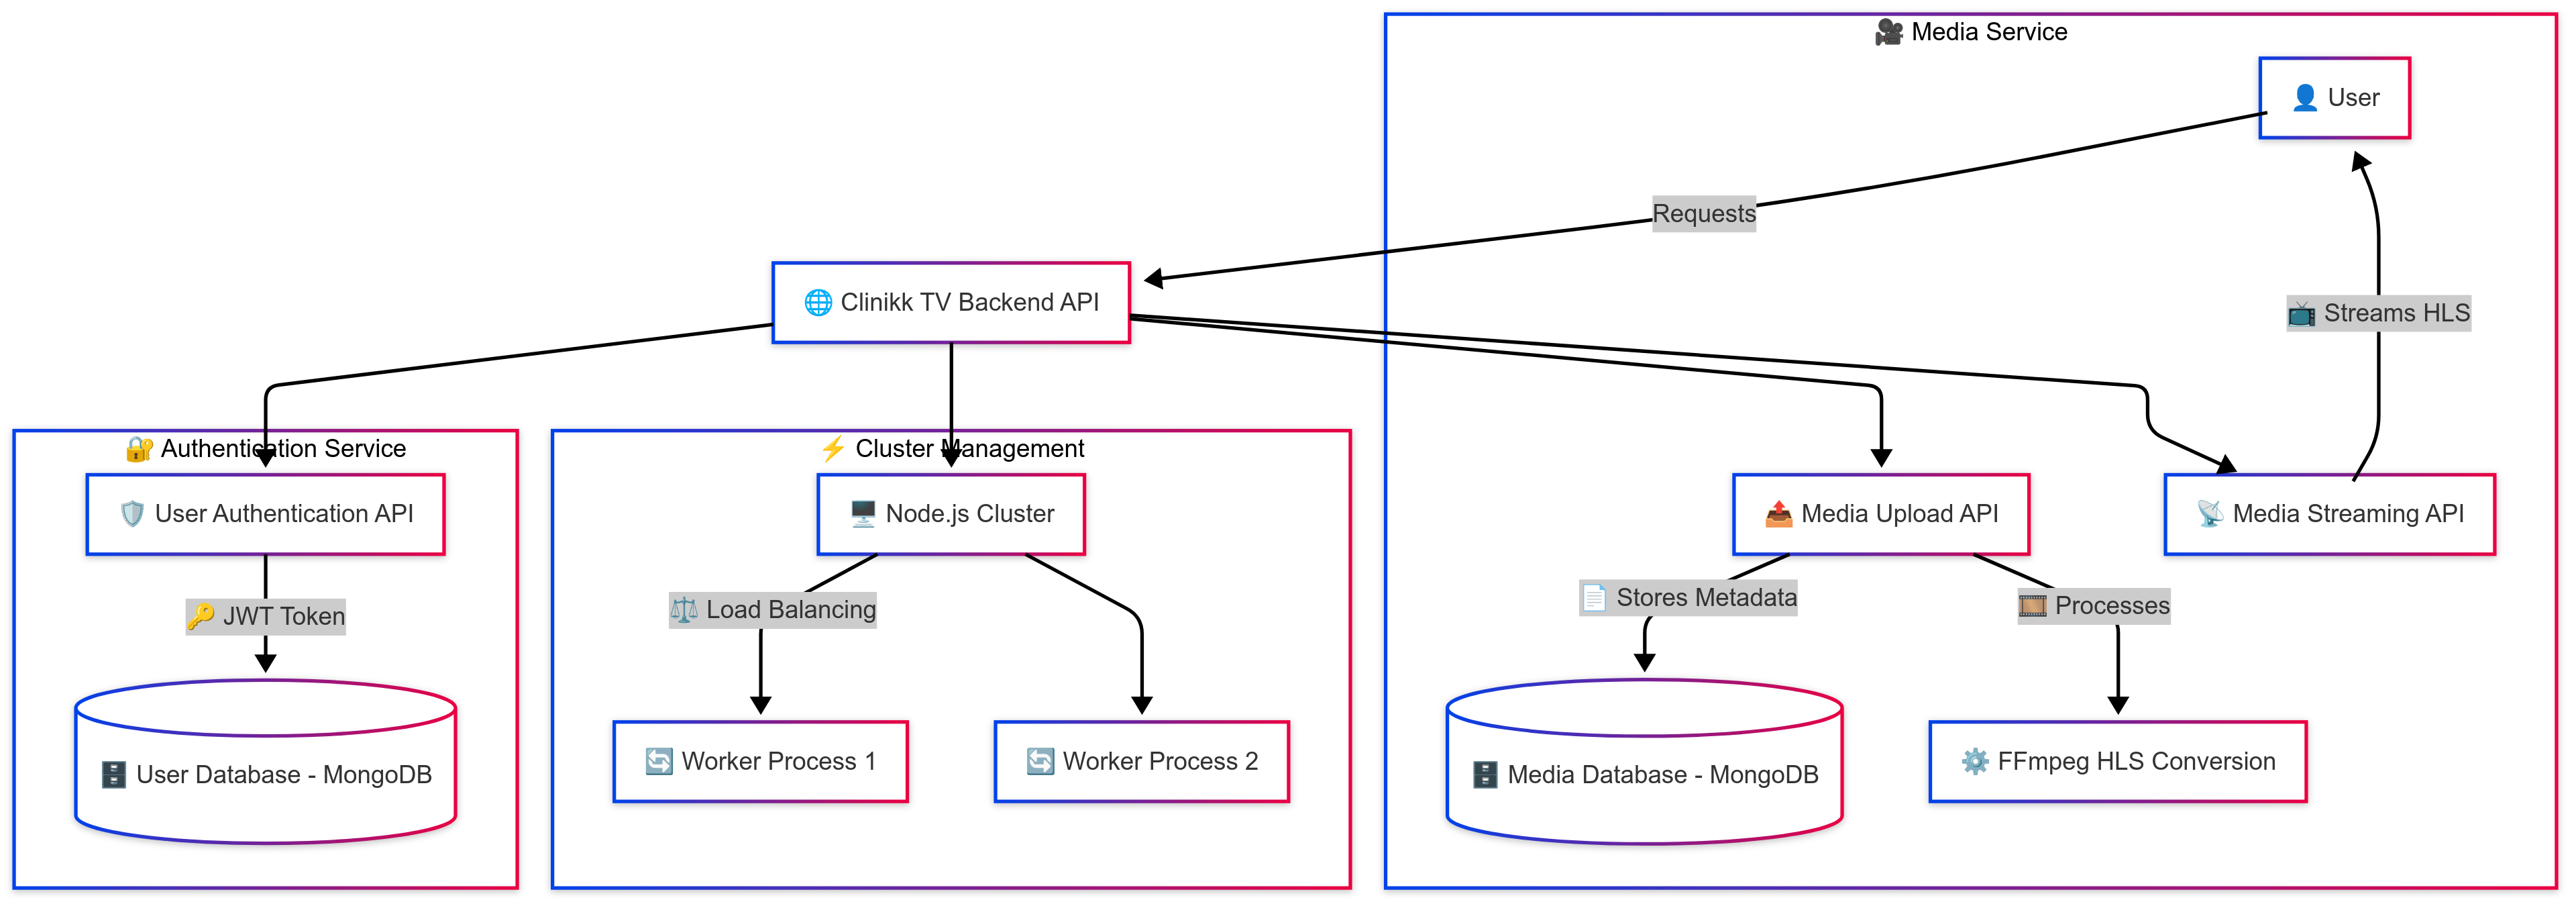 🎥 Media Service
👤 User
Requests
🌐 Clinikk TV Backend API
📺 Streams HLS
🔐 Authentication Service
⚡ Cluster Management
🛡️ User Authentication API
🖥️ Node.js Cluster
📤 Media Upload API
📡 Media Streaming API
🔑 JWT Token
⚖️ Load Balancing
📄 Stores Metadata
🎞️ Processes
🗄️ User Database - MongoDB
🔄 Worker Process 1
🔄 Worker Process 2
🗄️ Media Database - MongoDB
⚙️ FFmpeg HLS Conversion